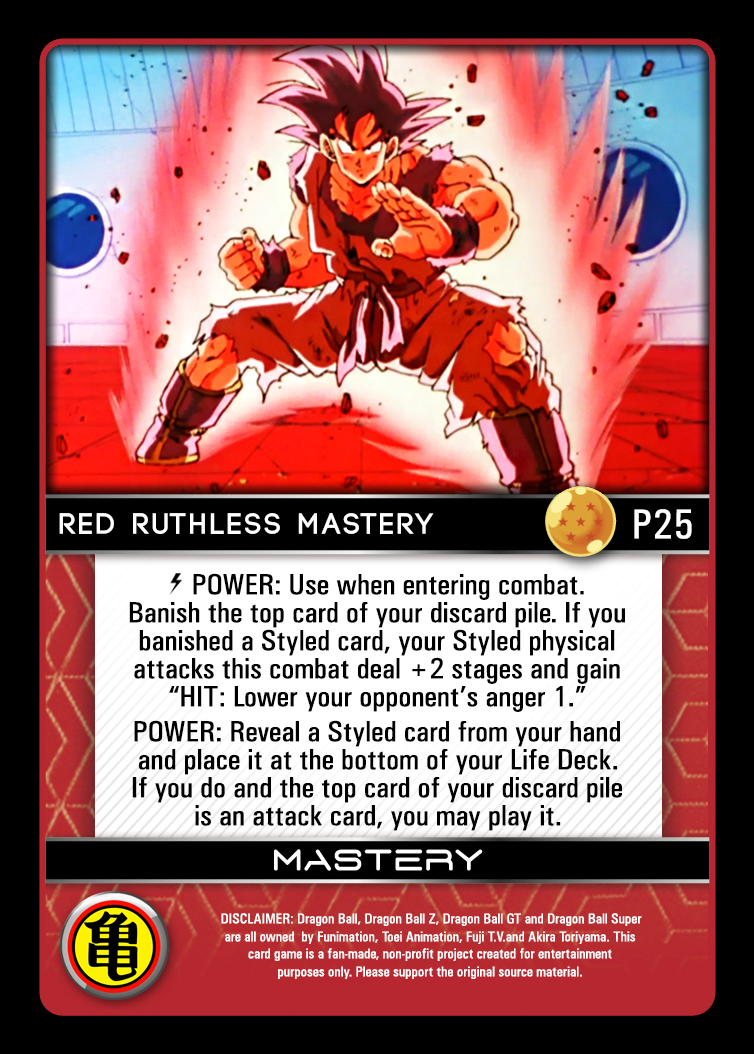 RED RUTHLESS MASTERY
P25
POWER: Use when entering combat.
Banish the top card of your discard pile. If you
banished a Styled card, your Styled physical
attacks this combat deal +2 stages and gain
“HIT: Lower your opponent’s anger 1.”
POWER: Reveal a Styled card from your hand
and place it at the bottom of your Life Deck.
If you do and the top card of your discard pile
is an attack card, you may play it.
MASTERY
亀
DISCLAIMER: Dragon Ball, Dragon Ball Z, Dragon Ball GT and Dragon Ball Super
are all owned by Funimation, Toei Animation, Fuji T.V.and Akira Toriyama. This
card game is a fan-made, non-profit project created for entertainment
purposes only. Please support the original source material.